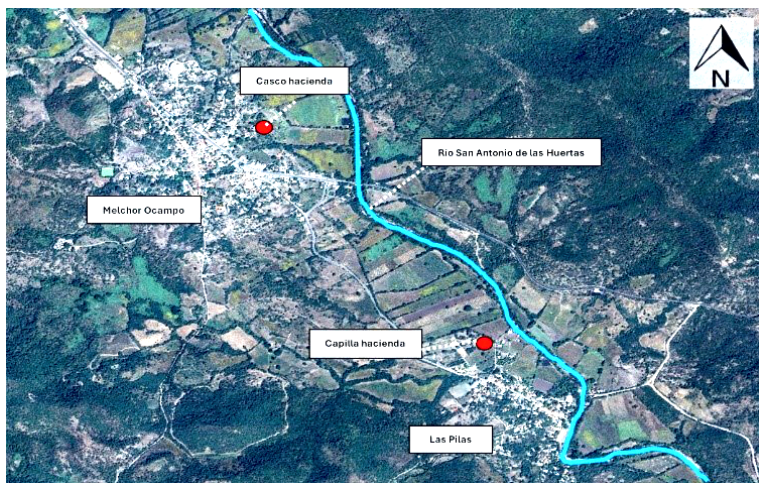 N
Casco hacienda
Rio San Antonio de las Huertas
Melchor Ocampo
Capilla hacienda
Las Pilas